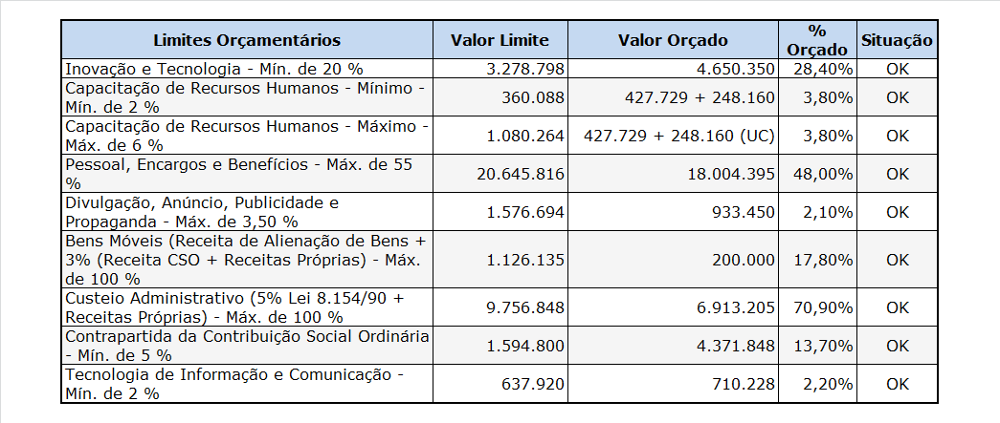 Limites Orçamentários Valor Limite Valor Orçado % Orçado Situação
Inovação e Tecnologia - Mín. de 20 % 3.278.798 4.650.350 28,40% OK
Capacitação de Recursos Humanos - Mínimo -
Mín. de 2 % 360.088 427.729 + 248.160 3,80% OK
Capacitação de Recursos Humanos - Máximo -
Máx. de 6 % 1.080.264 427.729 + 248.160 (UC) 3,80% OK
Pessoal, Encargos e Benefícios - Máx. de 55
% 20.645.816 18.004.395 48,00% OK
Divulgação, Anúncio, Publicidade e
Propaganda - Máx. de 3,50 % 1.576.694 933.450 2,10% OK
Bens Móveis (Receita de Alienação de Bens +
3% (Receita CSO + Receitas Próprias) - Máx.
de 100 % 1.126.135 200.000 17,80% OK
Custeio Administrativo (5% Lei 8.154/90 +
Receitas Próprias) - Máx. de 100 % 9.756.848 6.913.205 70,90% OK
Contrapartida da Contribuição Social Ordinária
- Mín. de 5 % 1.594.800 4.371.848 13,70% OK
Tecnologia de Informação e Comunicação -
Mín. de 2 % 637.920 710.228 2,20% OK